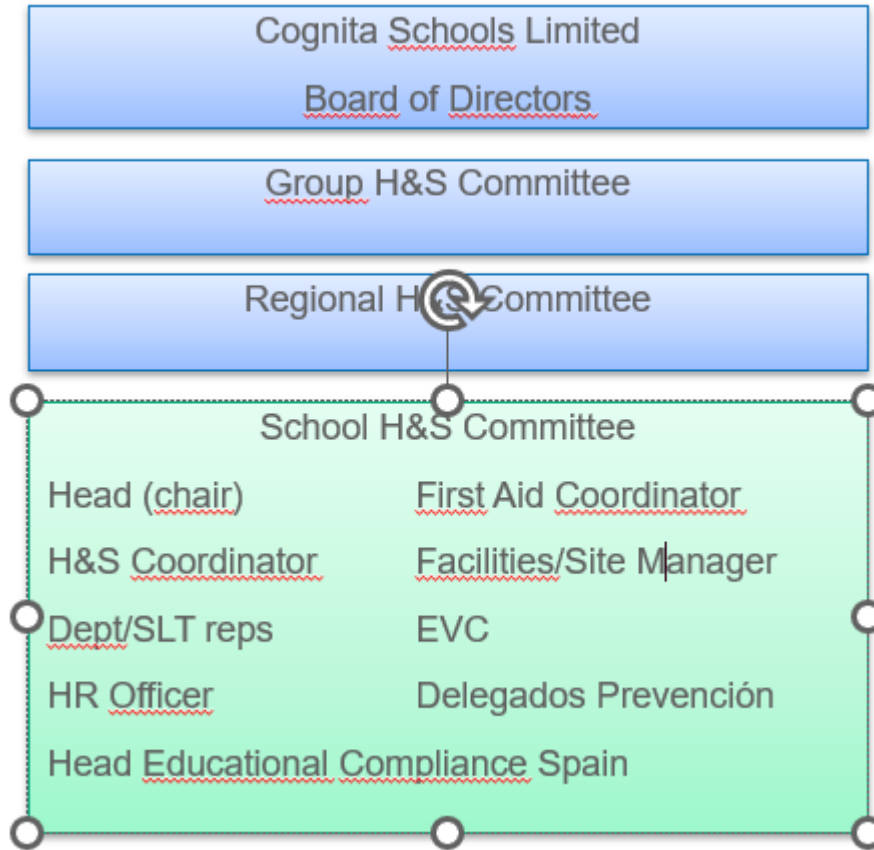 Cognita Schools Limited
Board of Directors
Group H&S Committee
Regional H&S Committee
School H&S Committee
Head (chair) First Aid Coordinator
H&S Coordinator Facilities/Site Manager
Dept/SLT reps EVC
HR Officer Delegados Prevención
Head Educational Compliance Spain